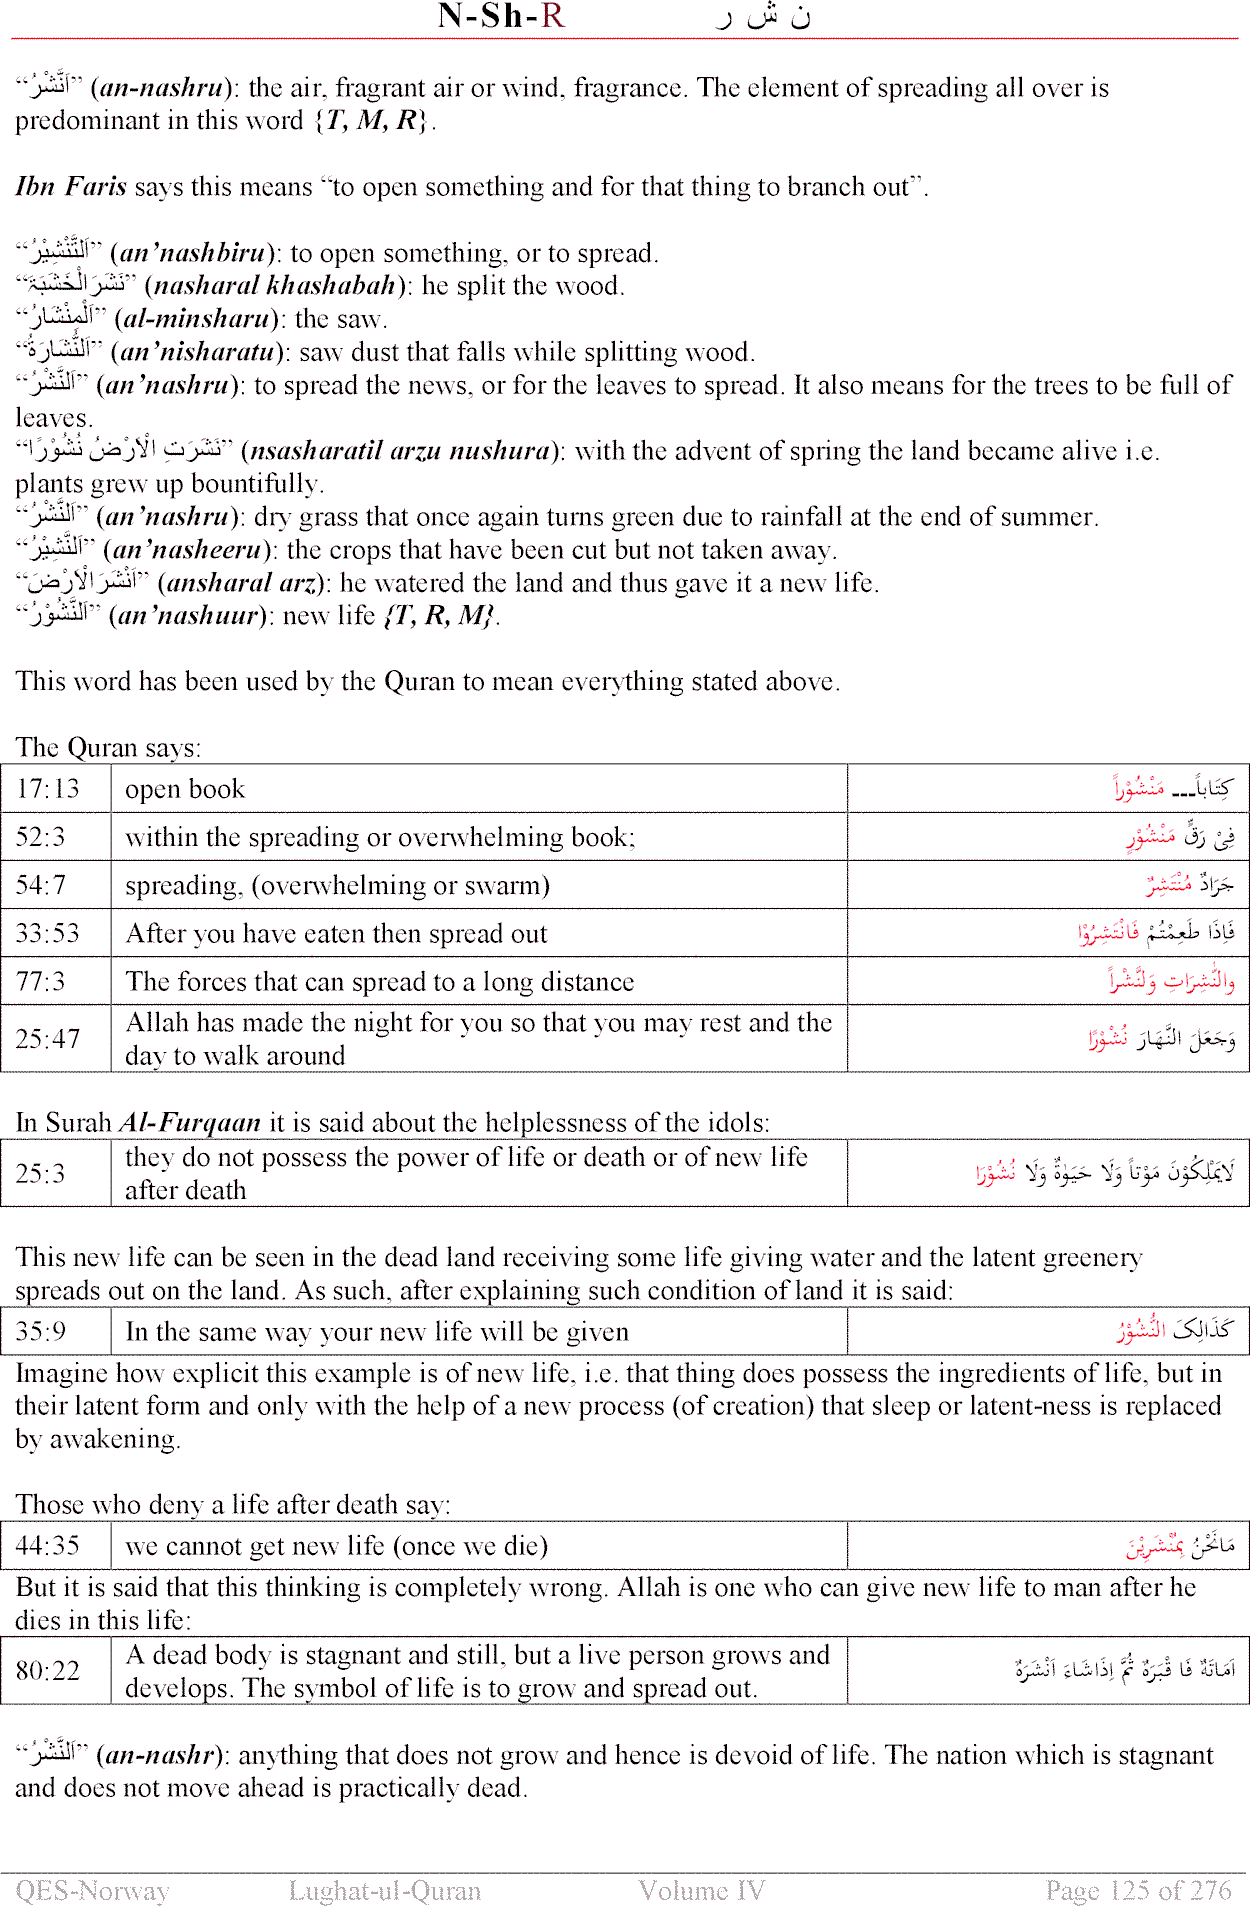 N-Sh-R ن ش ر
“اَنَّشْرُ” (an-nashru): the air, fragrant air or wind, fragrance. The element of spreading all over is
predominant in this word {T, M, R}.
Ibn Faris says this means “to open something and for that thing to branch out”.
“اَلتَّنْشِيْرُ” (an’nashbiru): to open something, or to spread.
“نَشَرَ الْخَشَبَۃَ” (nasharal khashabah): he split the wood.
“اَلْمِنْشَارُ” (al-minsharu): the saw.
“اَلنُّشَارَۃُ” (an’nisharatu): saw dust that falls while splitting wood.
“اَلنَّشْرُ” (an’nashru): to spread the news, or for the leaves to spread. It also means for the trees to be full of
leaves.
“نَشَرَتِ الْاَرْضُ نُشُوْرًا” (nsasharatil arzu nushura): with the advent of spring the land became alive i.e.
plants grew up bountifully.
“اَلنَّشْرُ” (an’nashru): dry grass that once again turns green due to rainfall at the end of summer.
“اَلنَّشِيْرُ” (an’nasheeru): the crops that have been cut but not taken away.
“اَنْشَرَ الْاَرْضَ” (ansharal arz): he watered the land and thus gave it a new life.
“اَلنُّشُوْرُ” (an’nashuur): new life {T, R, M}.
This word has been used by the Quran to mean everything stated above.
The Quran says:
17:13 open book كِتَاباً--- مَنْشُوْراً
52:3 within the spreading or overwhelming book; فِیْ رَقٍّ مَنْشُوْرٍ
54:7 spreading, (overwhelming or swarm) جَرَادٌ مُنْتَشِرٌ
33:53 After you have eaten then spread out فَاِذَا طَعِمْتُمْ فَانْتَشِرُوْا
77:3 The forces that can spread to a long distance والنّٰشِرَاتِ وَلنَّشْراً
25:47 Allah has made the night for you so that you may rest and the
day to walk around وَجَعَلَ النَّهَارَ نُشُوْرًا
In Surah Al-Furqaan it is said about the helplessness of the idols:
25:3 they do not possess the power of life or death or of new life
after death لَايَمْلِكُوْنَ مَوْتاً وَلَا حَيَوٰةٌ وَلَا نُشُوْرَا
This new life can be seen in the dead land receiving some life giving water and the latent greenery
spreads out on the land. As such, after explaining such condition of land it is said:
35:9 In the same way your new life will be given كَذَالِکَ النُّشُوْرُ
Imagine how explicit this example is of new life, i.e. that thing does possess the ingredients of life, but in
their latent form and only with the help of a new process (of creation) that sleep or latent-ness is replaced
by awakening.
Those who deny a life after death say:
44:35 we cannot get new life (once we die) مَانَحْنُ بِمُنْشَرِيْنَ
But it is said that this thinking is completely wrong. Allah is one who can give new life to man after he
dies in this life:
80:22 A dead body is stagnant and still, but a live person grows and
develops. The symbol of life is to grow and spread out. اَمَاتَهٌ فَا قْبَرَهٌ ثُمَّ اِذَاشَاءَ اَنْشَرَهٌ
“اَلنَّشْرُ” (an-nashr): anything that does not grow and hence is devoid of life. The nation which is stagnant
and does not move ahead is practically dead.
QES-Norway Lughat-ul-Quran Volume IV Page 125 of 276